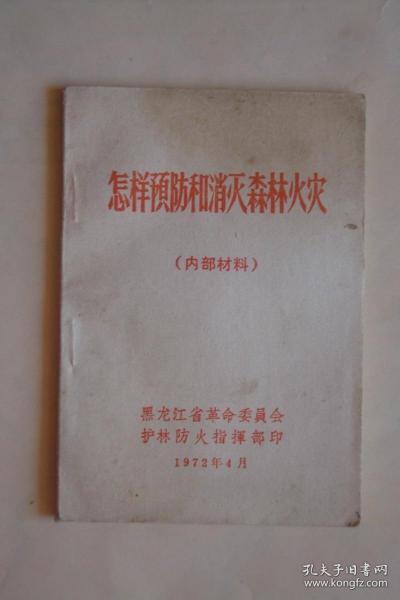 怎样预防和消灭森林火灾
（内部材料）
黑龙江省革命委員会
护林防火指揮部印
1972年4月
孔夫子旧书网
www.kongfz.com